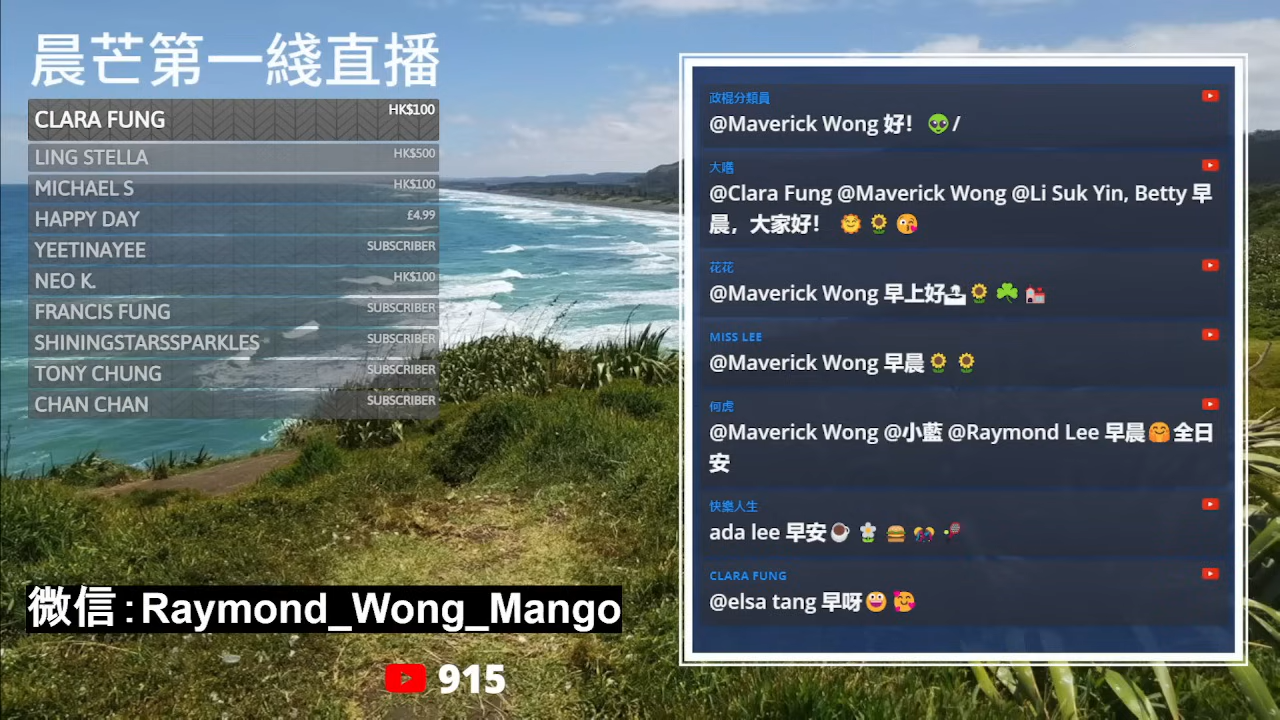 晨芒第一綫直播
CLARA FUNG HK$100
LING STELLA HK$500
MICHAEL S HK$100
HAPPY DAY £4.99
YEETINAYEE SUBSCRIBER
NEO K. HK$100
FRANCIS FUNG SUBSCRIBER
SHININGSTARSSPARKLES SUBSCRIBER
TONY CHUNG SUBSCRIBER
CHAN CHAN SUBSCRIBER
微信:Raymond_Wong_Mango
915
政棍分類員
@Maverick Wong 好! 👽/
大嚿
@Clara Fung @Maverick Wong @Li Suk Yin, Betty 早
晨，大家好! 🌞🌻😘
花花
@Maverick Wong 早上好🌅🌻☘️💒
MISS LEE
@Maverick Wong 早晨🌻🌻
何虎
@Maverick Wong @小藍 @Raymond Lee 早晨🤗全日
安
快樂人生
ada lee 早安☕🌼🍔🎊🏸
CLARA FUNG
@elsa tang 早呀😃🥰